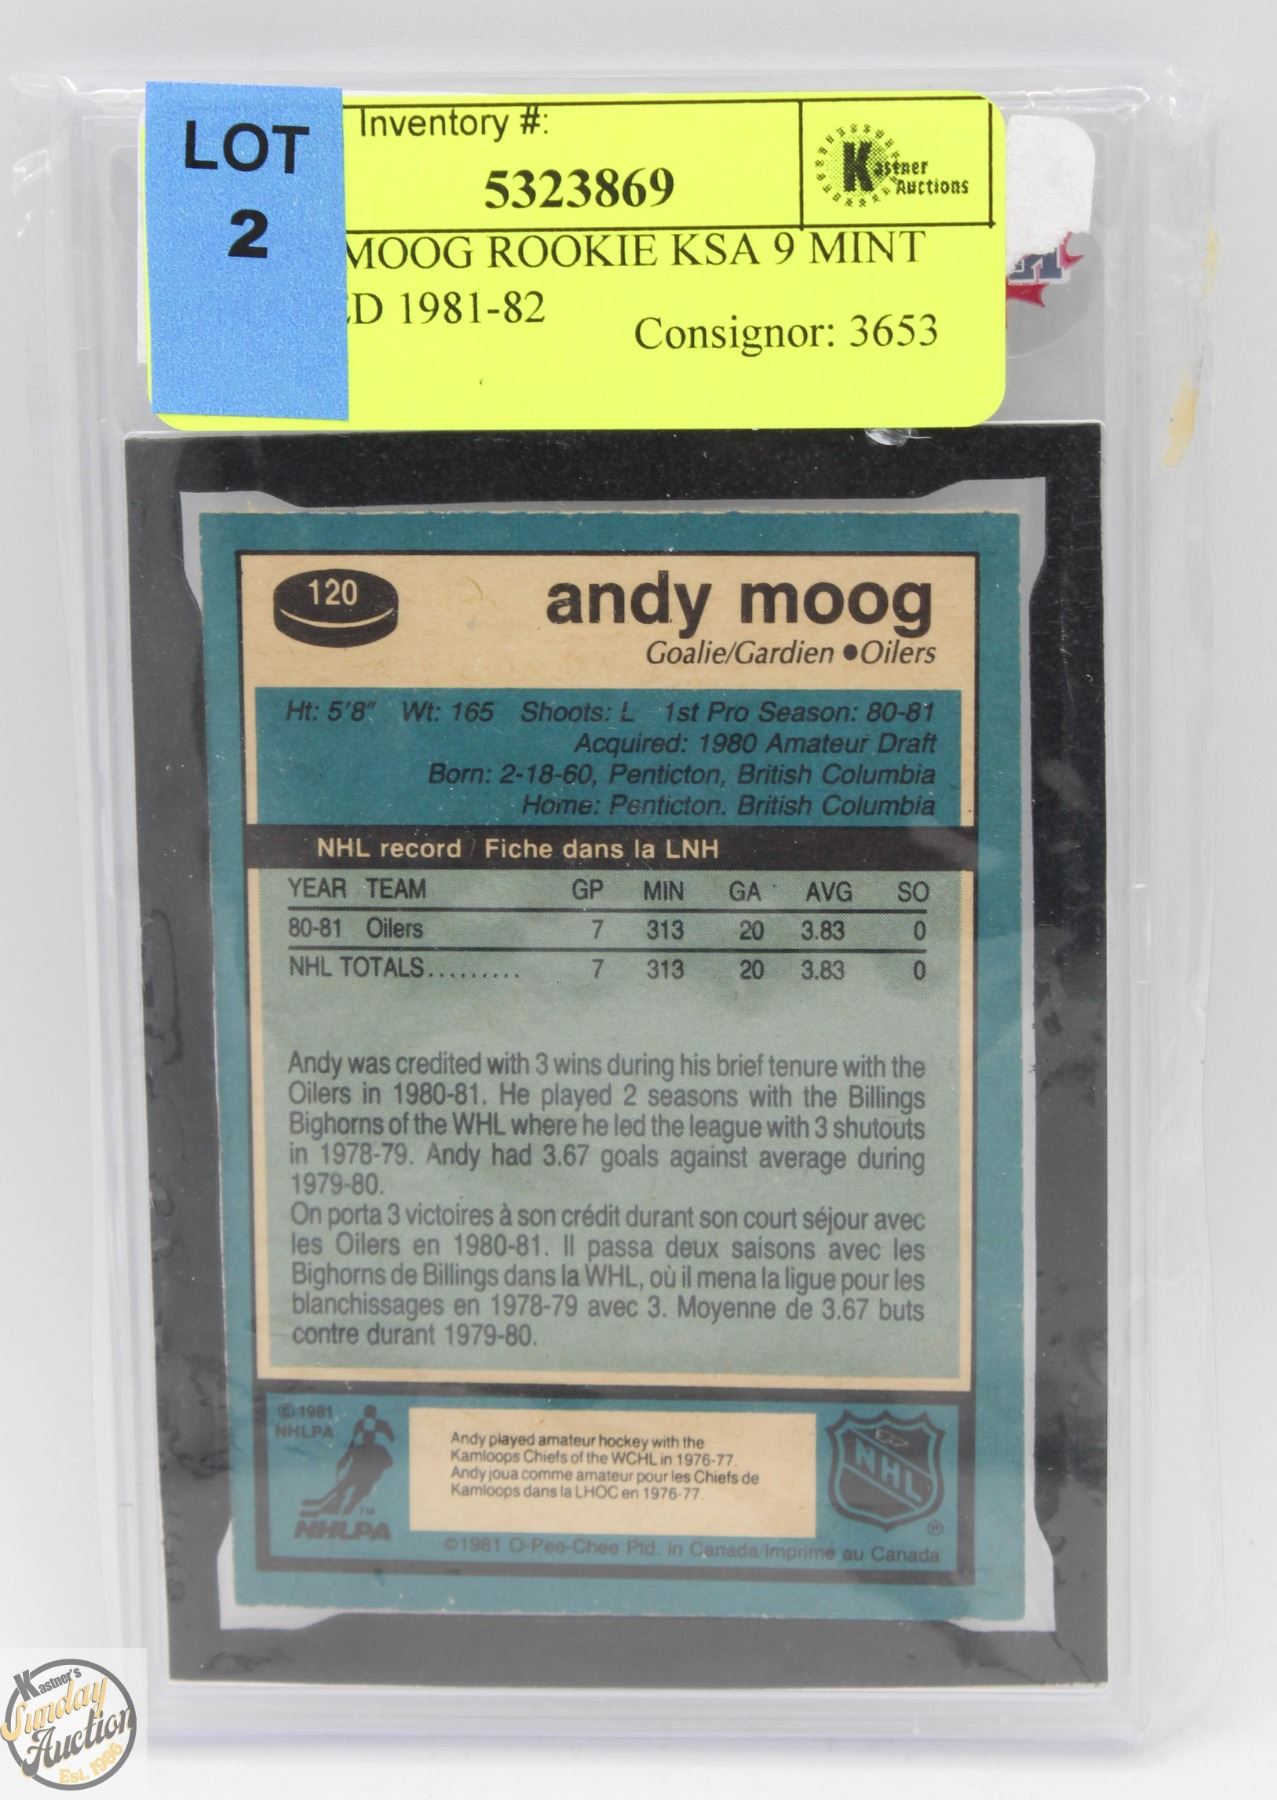 LOT
2
Inventory #:
5323869
Kastner
Auctions
MOOG ROOKIE KSA 9 MINT
ED 1981-82
Consignor: 3653
120
andy moog
Goalie/Gardien ●Oilers
Ht: 5'8" Wt: 165 Shoots: L 1st Pro Season: 80-81
Acquired: 1980 Amateur Draft
Born: 2-18-60, Penticton, British Columbia
Home: Penticton, British Columbia
NHL record / Fiche dans la LNH
YEAR TEAM GP MIN GA AVG SO
80-81 Oilers 7 313 20 3.83 0
NHL TOTALS......... 7 313 20 3.83 0
Andy was credited with 3 wins during his brief tenure with the
Oilers in 1980-81. He played 2 seasons with the Billings
Bighorns of the WHL where he led the league with 3 shutouts
in 1978-79. Andy had 3.67 goals against average during
1979-80.
On porta 3 victoires à son crédit durant son court séjour avec
les Oilers en 1980-81. Il passa deux saisons avec les
Bighorns de Billings dans la WHL, où il mena la ligue pour les
blanchissages en 1978-79 avec 3. Moyenne de 3.67 buts
contre durant 1979-80.
©1981
NHLPA
TM
NHLPA
Andy played amateur hockey with the
Kamloops Chiefs of the WCHL in 1976-77.
Andy joua comme amateur pour les Chiefs de
Kamloops dans la LHOC en 1976-77.
NHL
®
©1981 O-Pee-Chee Ptd. in Canada/Imprimé au Canada
Kastner's
Sunday
Auction
Est. 1986